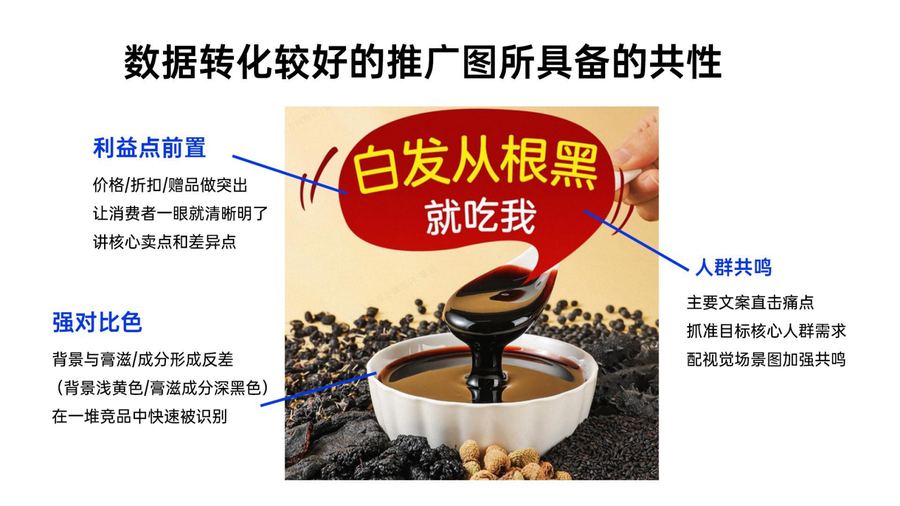 数据转化较好的推广图所具备的共性
利益点前置
价格/折扣/赠品做突出
让消费者一眼就清晰明了
讲核心卖点和差异点
白发从根黑
就吃我
人群共鸣
主要文案直击痛点
抓准目标核心人群需求
配视觉场景图加强共鸣
强对比色
背景与膏滋/成分形成反差
（背景浅黄色/膏滋成分深黑色）
在一堆竞品中快速被识别